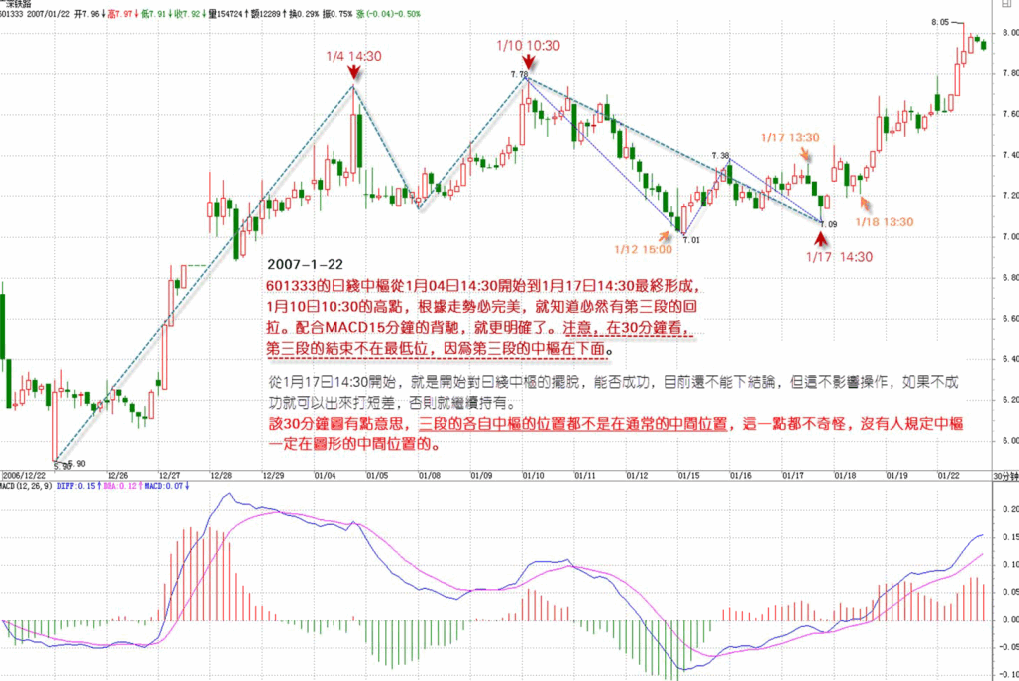 深铁路
601333 2007/01/22 开7.96↓高7.97↓低7.91↓收7.92↓量154724↑额12289↑换0.29% 振0.75% 涨(-0.04)-0.50%
8.05
8.00
1/4 14:30
1/10 10:30
7.78
7.80
7.60
1/17 13:30
7.38
7.40
7.20
7.09
1/18 13:30
7.01
1/12 15:00
7.00
1/17 14:30
2007-1-22
601333的日綫中樞從1月04日14:30開始到1月17日14:30最終形成，
1月10日10:30的高點，根據走勢必完美，就知道必然有第三段的回
拉。配合MACD15分鐘的背馳，就更明確了。注意，在30分鐘看，
第三段的結束不在最低位，因爲第三段的中樞在下面。
6.80
6.60
6.40
從1月17日14:30開始，就是開始對日綫中樞的擺脫，能否成功，目前還不能下結論，但這不影響操作，如果不成
功就可以出來打短差，否則就繼續持有。
該30分鐘圖有點意思，三段的各自中樞的位置都不是在通常的中間位置，這一點都不奇怪，沒有人規定中樞
一定在圖形的中間位置的。
6.20
6.00
5.90 5.90
2006/12/22 12/26 12/27 12/28 12/29 01/04 01/05 01/08 01/09 01/10 01/11 01/12 01/15 01/16 01/17 01/18 01/19 01/22 30分钟
MACD(12,26,9) DIFF:0.15↑ DEA:0.12↑ MACD:0.07↓
0.20
0.15
0.10
0.05
0.00
-0.05
-0.10